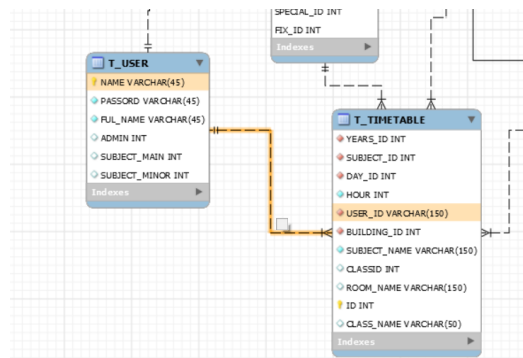 SPECIAL_ID INT
FIX_ID INT
Indexes
T_USER
NAME VARCHAR(45)
PASSORD VARCHAR(45)
FUL_NAME VARCHAR(45)
ADMIN INT
SUBJECT_MAIN INT
SUBJECT_MINOR INT
Indexes
T_TIMETABLE
YEARS_ID INT
SUBJECT_ID INT
DAY_ID INT
HOUR INT
USER_ID VARCHAR(150)
BUILDING_ID INT
SUBJECT_NAME VARCHAR(150)
CLASSID INT
ROOM_NAME VARCHAR(150)
ID INT
CLASS_NAME VARCHAR(50)
Indexes